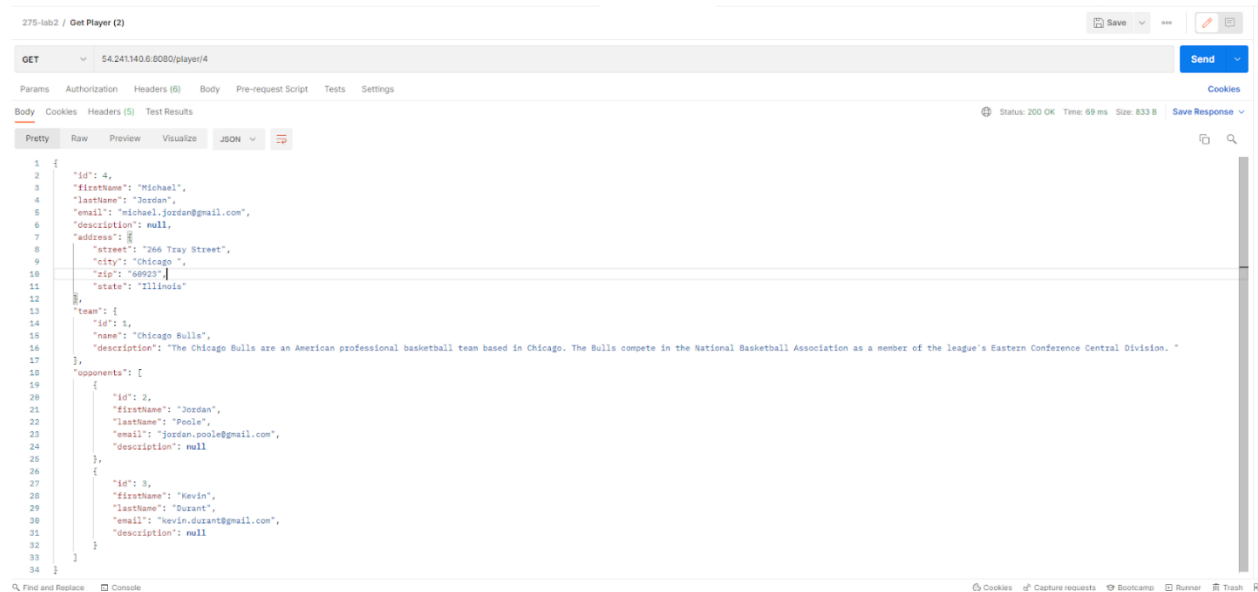 275-lab2 / Get Player (2) Save
GET 54.241.140.6:8080/player/4 Send
Params Authorization Headers (6) Body Pre-request Script Tests Settings Cookies
Body Cookies Headers (5) Test Results Status: 200 OK Time: 69 ms Size: 833 B Save Response
Pretty Raw Preview Visualize JSON
1 {
2 "id": 4,
3 "firstName": "Michael",
4 "lastName": "Jordan",
5 "email": "michael.jordan@gmail.com",
6 "description": null,
7 "address": {
8 "street": "266 Tray Street",
9 "city": "Chicago ",
10 "zip": "60923",
11 "state": "Illinois"
12 },
13 "team": {
14 "id": 1,
15 "name": "Chicago Bulls",
16 "description": "The Chicago Bulls are an American professional basketball team based in Chicago. The Bulls compete in the National Basketball Association as a member of the league's Eastern Conference Central Division. "
17 },
18 "opponents": [
19 {
20 "id": 2,
21 "firstName": "Jordan",
22 "lastName": "Poole",
23 "email": "jordan.poole@gmail.com",
24 "description": null
25 },
26 {
27 "id": 3,
28 "firstName": "Kevin",
29 "lastName": "Durant",
30 "email": "kevin.durant@gmail.com",
31 "description": null
32 }
33 ]
34 }
Find and Replace Console Cookies Capture requests Bootcamp Runner Trash